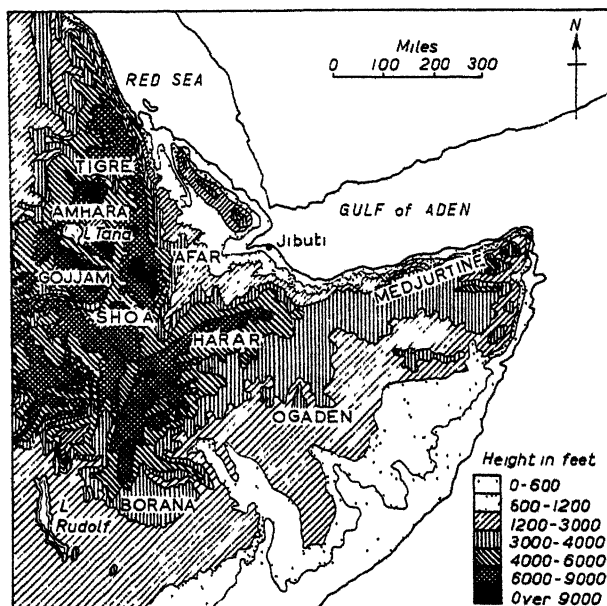 Miles
0 100 200 300
N
RED SEA
TIGRE
AMHARA
L Tana
GULF of ADEN
Jibuti
AFAR
GOJJAM
MEDJURTINE
SHOA
HARAR
OGADEN
BORANA
L
Rudolf
Height in feet
0-600
600-1200
1200-3000
3000-4000
4000-6000
6000-9000
Over 9000